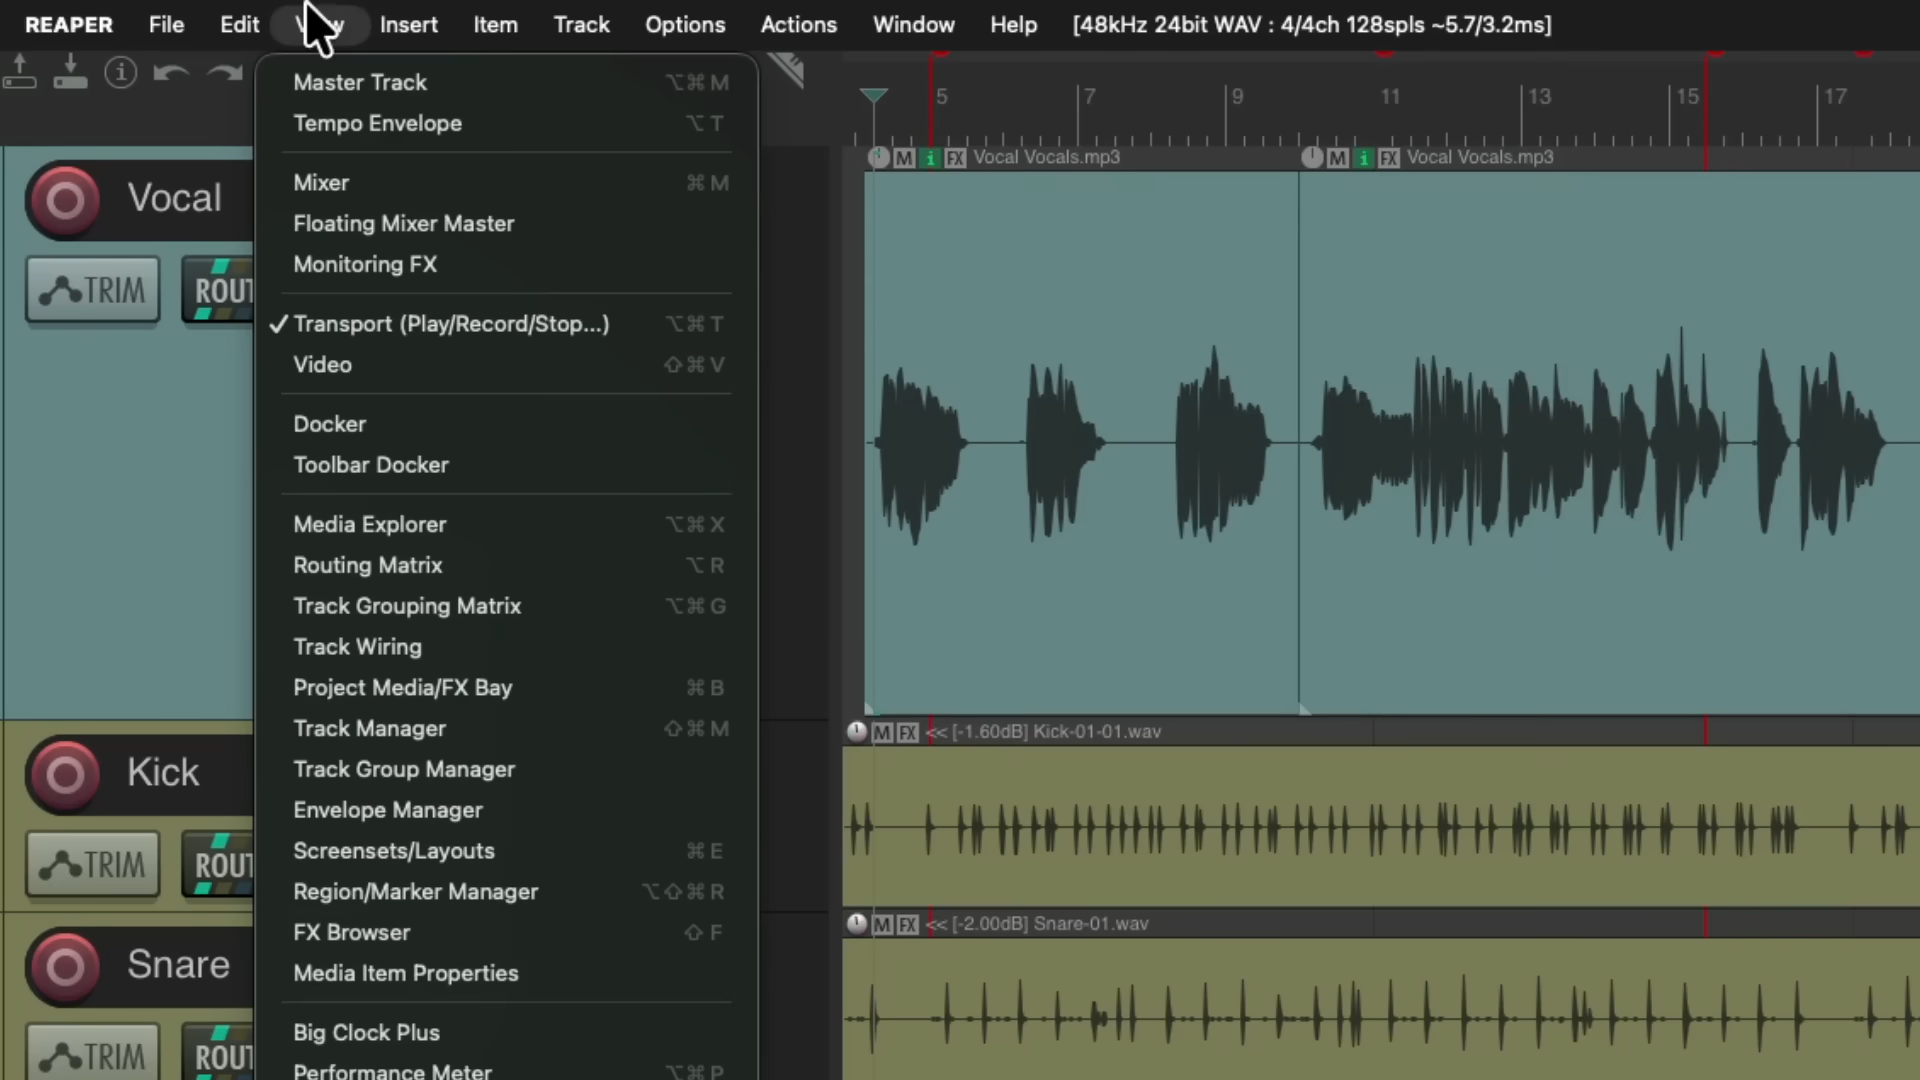 REAPER File Edit View Insert Item Track Options Actions Window Help [48kHz 24bit WAV : 4/4ch 128spls ~5.7/3.2ms]
Master Track ⌥⌘M
Tempo Envelope ⌥T
Mixer ⌘M
Floating Mixer Master
Monitoring FX
✓ Transport (Play/Record/Stop...) ⌥⌘T
Video ⇧⌘V
Docker
Toolbar Docker
Media Explorer ⌥⌘X
Routing Matrix ⌥R
Track Grouping Matrix ⌥⌘G
Track Wiring
Project Media/FX Bay ⌘B
Track Manager ⇧⌘M
Track Group Manager
Envelope Manager
Screensets/Layouts ⌘E
Region/Marker Manager ⌥⇧⌘R
FX Browser ⇧F
Media Item Properties
Big Clock Plus
Performance Meter ⌥⌘P
Vocal
TRIM ROUT
Kick
TRIM ROUT
Snare
TRIM ROUT
5 7 9 11 13 15 17
M i FX Vocal Vocals.mp3 M i FX Vocal Vocals.mp3
M FX << [-1.60dB] Kick-01-01.wav
M FX << [-2.00dB] Snare-01.wav